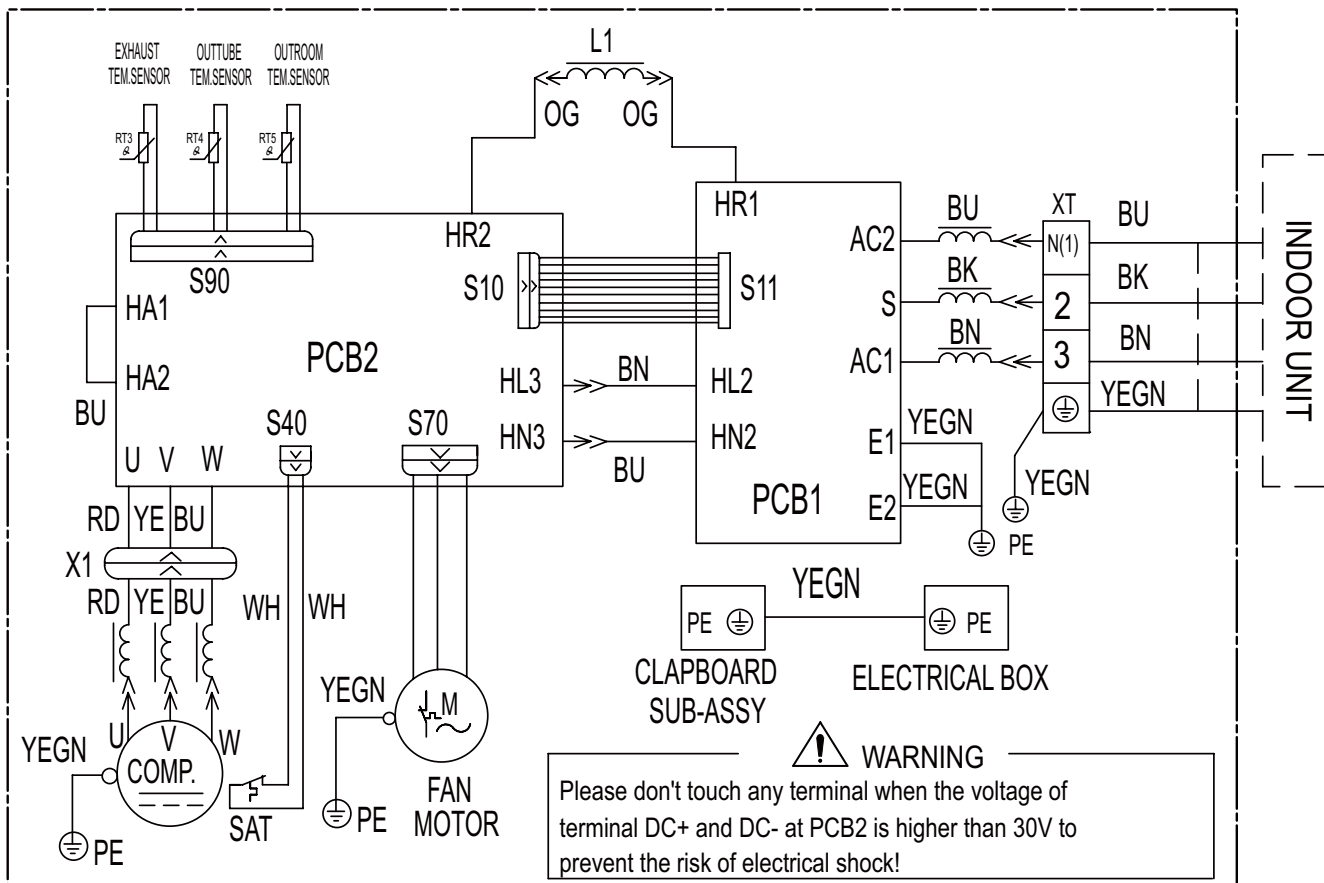 EXHAUST
TEM.SENSOR
OUTTUBE
TEM.SENSOR
OUTROOM
TEM.SENSOR
RT3
RT4
RT5
L1
OG OG
HR2
HR1
S90
HA1
HA2
BU
PCB2
S10
S11
HL3
BN
HL2
HN3
BU
HN2
PCB1
AC2
BU
XT
N(1)
BU
S
BK
2
BK
AC1
BN
3
BN
YEGN
INDOOR UNIT
E1
YEGN
E2
YEGN
PE
YEGN
S40
S70
U V W
RD YE BU
X1
RD YE BU
WH WH
U V W
YEGN
COMP.
PE
SAT
YEGN
M
PE
FAN
MOTOR
PE
YEGN
PE
CLAPBOARD
SUB-ASSY
ELECTRICAL BOX
WARNING
Please don't touch any terminal when the voltage of
terminal DC+ and DC- at PCB2 is higher than 30V to
prevent the risk of electrical shock!